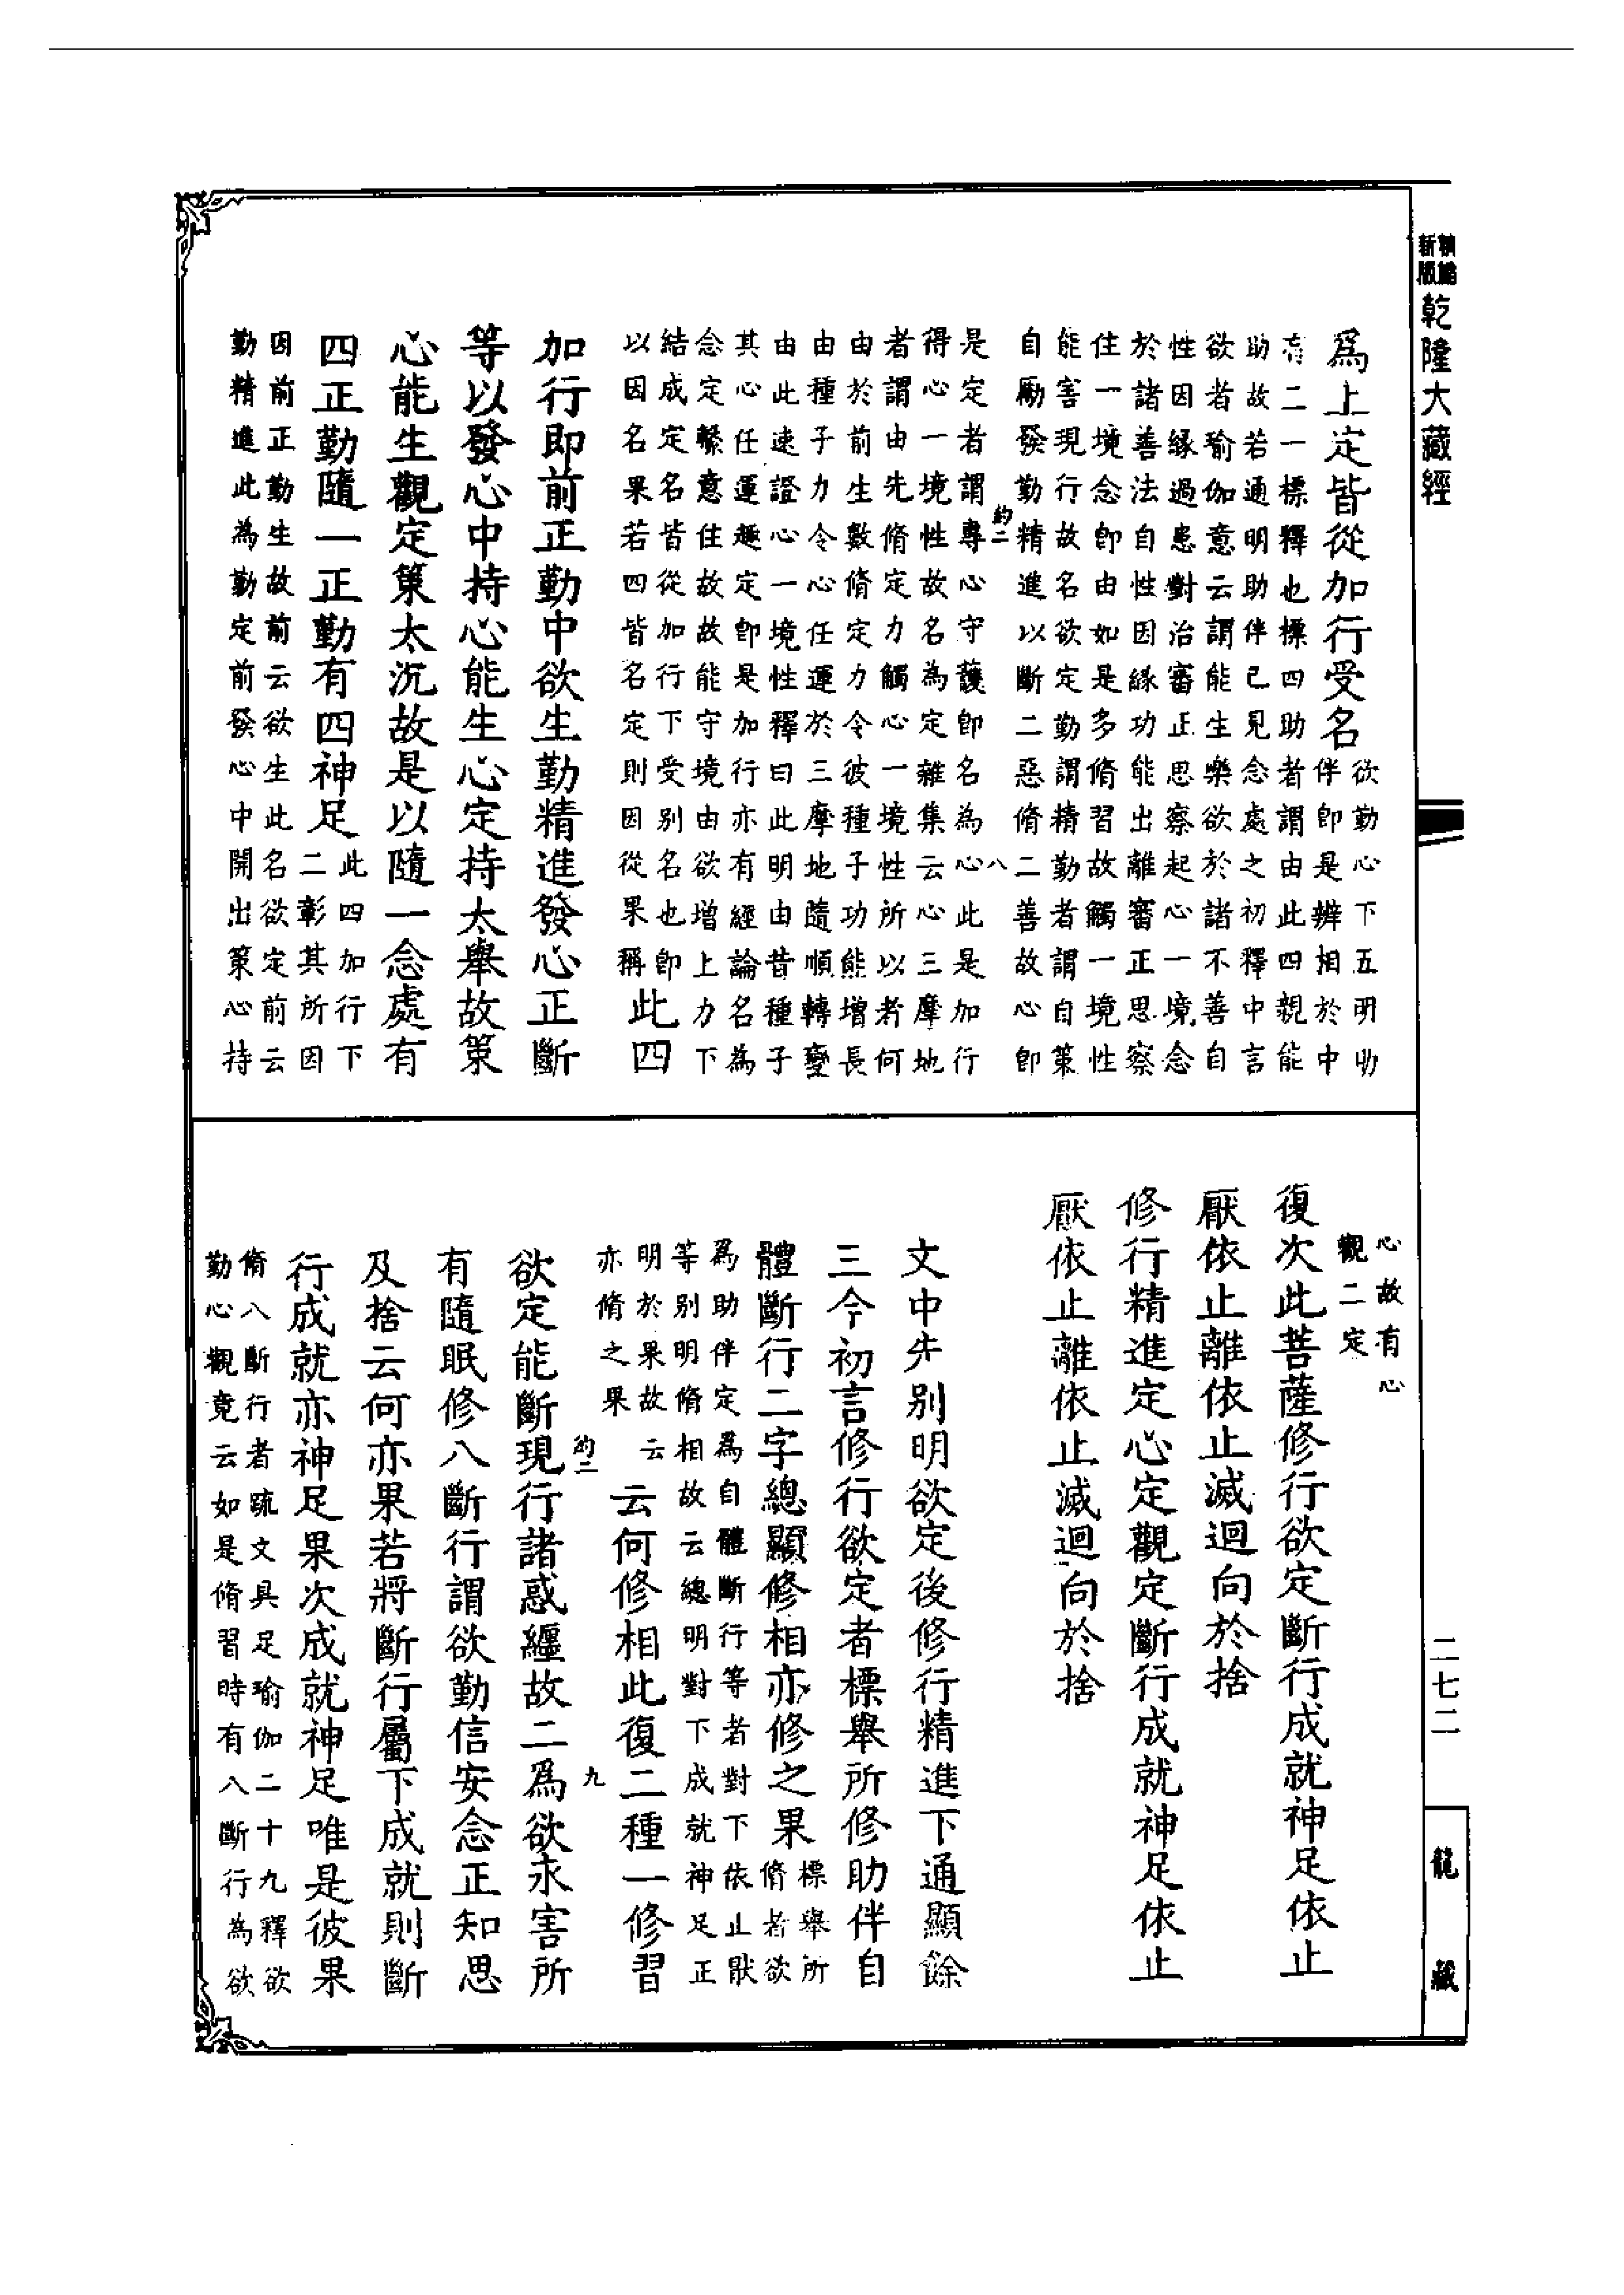 乾隆大藏經
為上定皆從加行受名欲勤心下五明助
伴即是辨相於中
有二一標釋也標四助者謂由此四親能
助故若通明助伴已見念處之初釋中言
欲者瑜伽意云謂能生樂欲於諸不善自
性因緣過患對治審正思察起心一境念
於諸善法自性因緣功能出離審正思察
住一境念即由如是多脩習故觸一境性
能害現行故名欲定勤謂精勤者謂自策
自勵發勤精進以斷二惡脩二善故心即
約二 八
是定者謂專心守護即名為心此是加行
得心一境性故名為定雜集云心三摩地
者謂由先脩定力觸心一境性所以者何
由於前生數脩定力令彼種子功能增長
由種子力令心任運於三摩地隨順轉變
由此速證心一境性釋曰此明由昔種子
其心任運趣定即是加行亦有經論名為
念定繫意住故故能守境由欲增上力下
結成定名皆從加行下受別名也即
以因名果若四皆名定則因從果稱此四
加行即前正勤中欲生勤精進發心正斷
等以發心中持心能生心定持太舉故策
心能生觀定策太沉故是以隨一念處有
四正勤隨一正勤有四神足此四加行下
二彰其所因
因前正勤生故前云欲生此名欲定前云
勤精進此為勤定前發心中開出策心持
心故有心
觀二定
復次此菩薩修行欲定斷行成就神足依止
厭依止離依止滅迴向於捨
修行精進定心定觀定斷行成就神足依止
厭依止離依止滅迴向於捨
文中先別明欲定後修行精進下通顯餘
三今初言修行欲定者標舉所修助伴自
體斷行二字總顯修相亦修之果標舉所
脩者欲
為助伴定為自體斷行等者對下依止厭
等別明脩相故云總明對下成就神足正
明於果故云
亦脩之果云何修相此復二種一修習
約二 九
欲定能斷現行諸惑纏故二為欲永害所
有隨眠修八斷行謂欲勤信安念正知思
及捨云何亦果若將斷行屬下成就則斷
行成就亦神足果次成就神足唯是彼果
脩八斷行者疏文具足瑜伽二十九釋欲
勤心觀竟云如是脩習時有八斷行為欲
二七二
龍藏